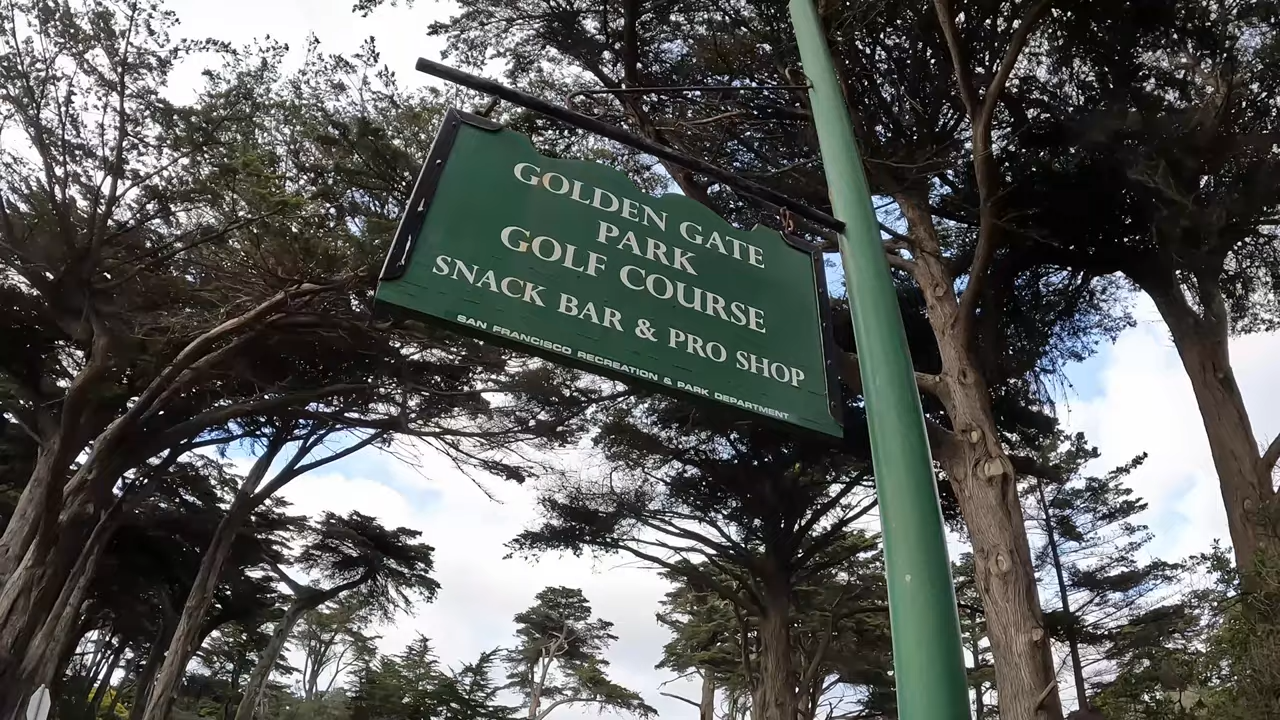 GOLDEN GATE
PARK
GOLF COURSE
SNACK BAR & PRO SHOP
SAN FRANCISCO RECREATION & PARK DEPARTMENT